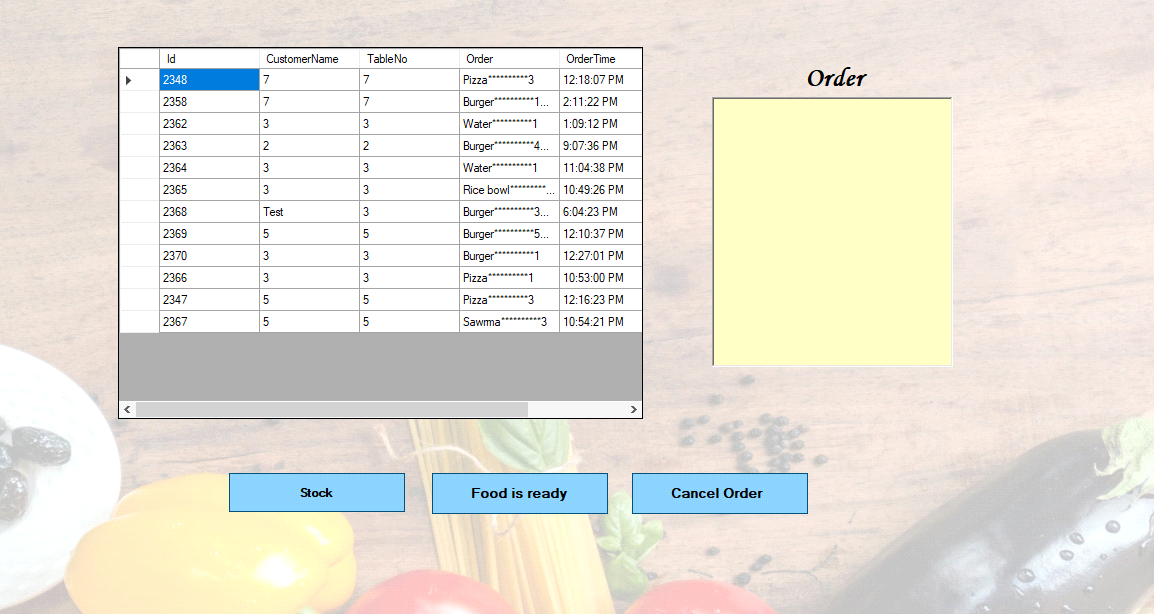 Id CustomerName TableNo Order OrderTime
2348 7 7 Pizza**********3 12:18:07 PM
2358 7 7 Burger**********1... 2:11:22 PM
2362 3 3 Water**********1 1:09:12 PM
2363 2 2 Burger**********4... 9:07:36 PM
2364 3 3 Water**********1 11:04:38 PM
2365 3 3 Rice bowl*********... 10:49:26 PM
2368 Test 3 Burger**********3... 6:04:23 PM
2369 5 5 Burger**********5... 12:10:37 PM
2370 3 3 Burger**********1 12:27:01 PM
2366 3 3 Pizza**********1 10:53:00 PM
2347 5 5 Pizza**********3 12:16:23 PM
2367 5 5 Sawrma**********3 10:54:21 PM
Order
Stock Food is ready Cancel Order